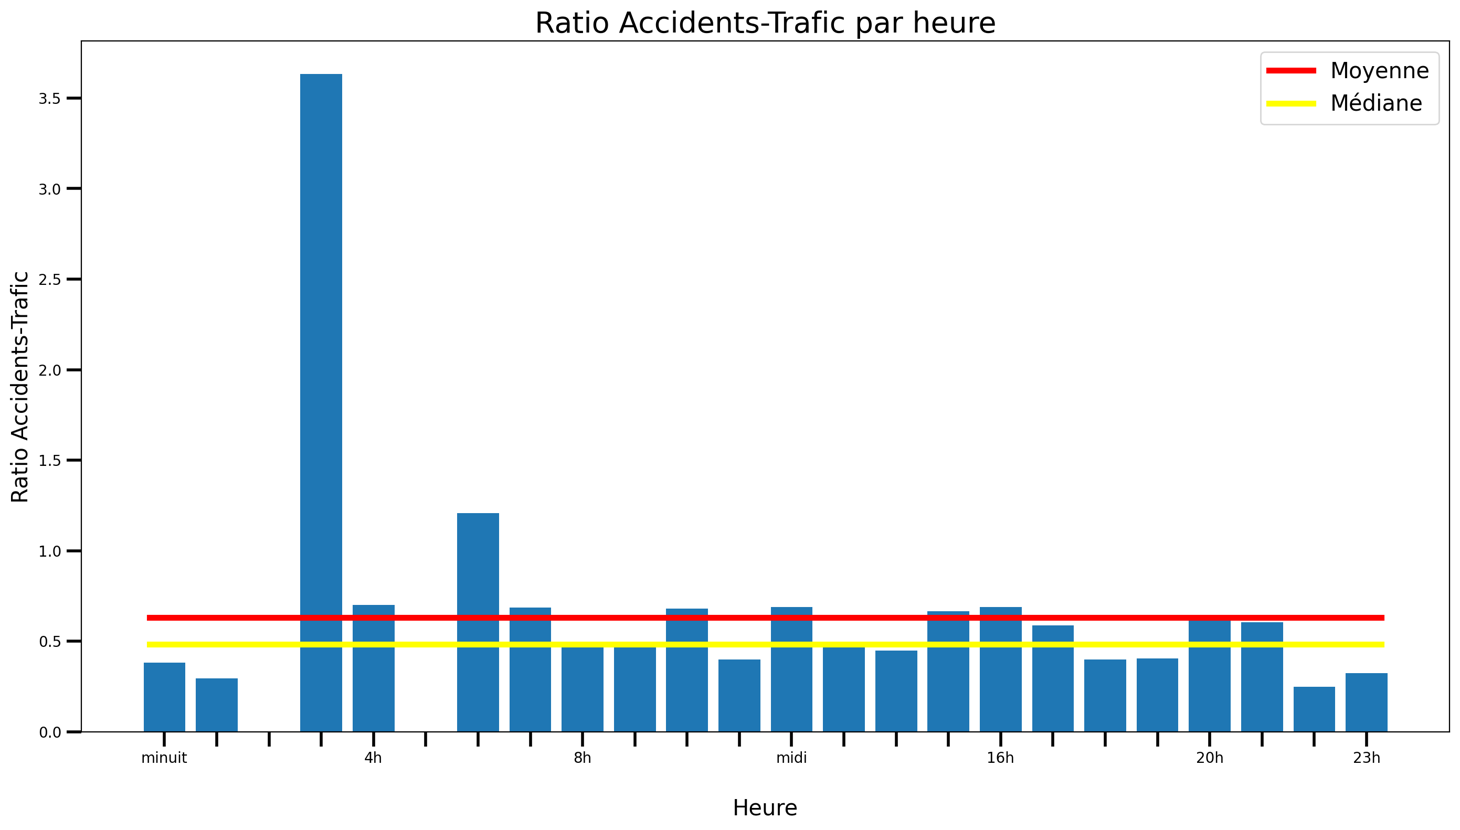 Ratio Accidents-Trafic par heure
Moyenne
Médiane
Ratio Accidents-Trafic
3.5
3.0
2.5
2.0
1.5
1.0
0.5
0.0
minuit 4h 8h midi 16h 20h 23h
Heure